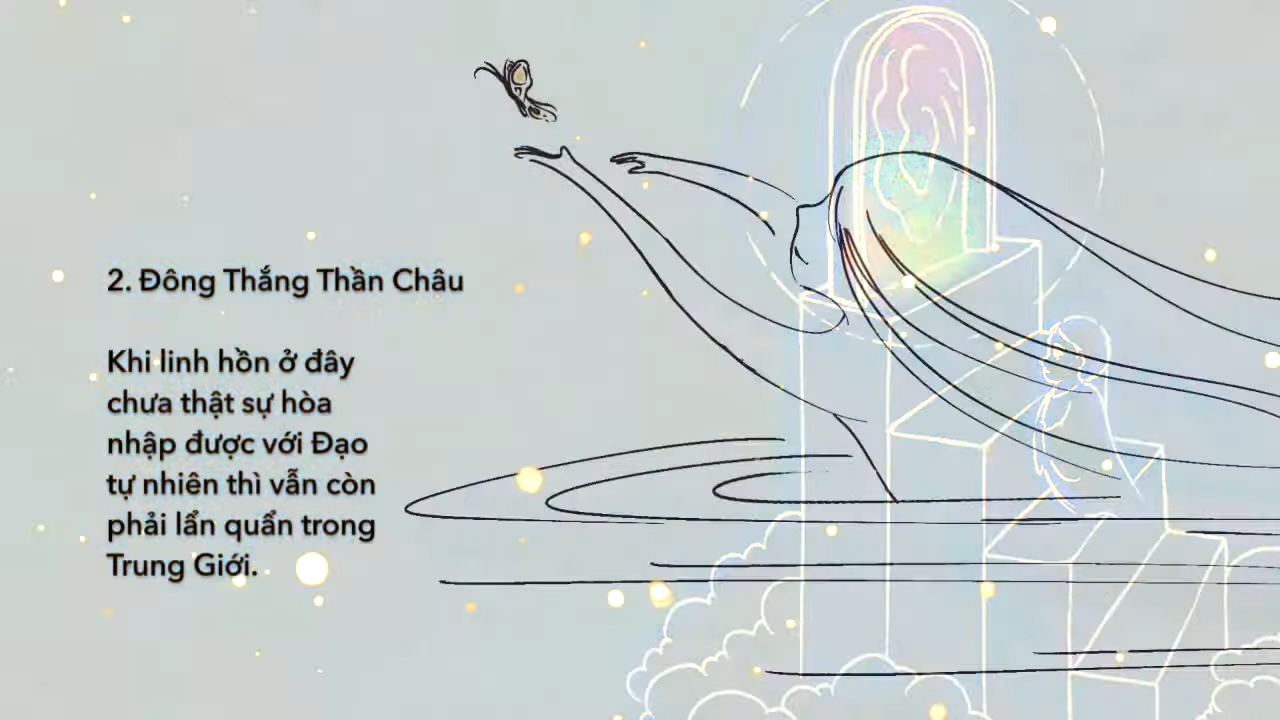 2. Đông Thắng Thần Châu
Khi linh hồn ở đây
chưa thật sự hòa
nhập được với Đạo
tự nhiên thì vẫn còn
phải lẩn quẩn trong
Trung Giới.